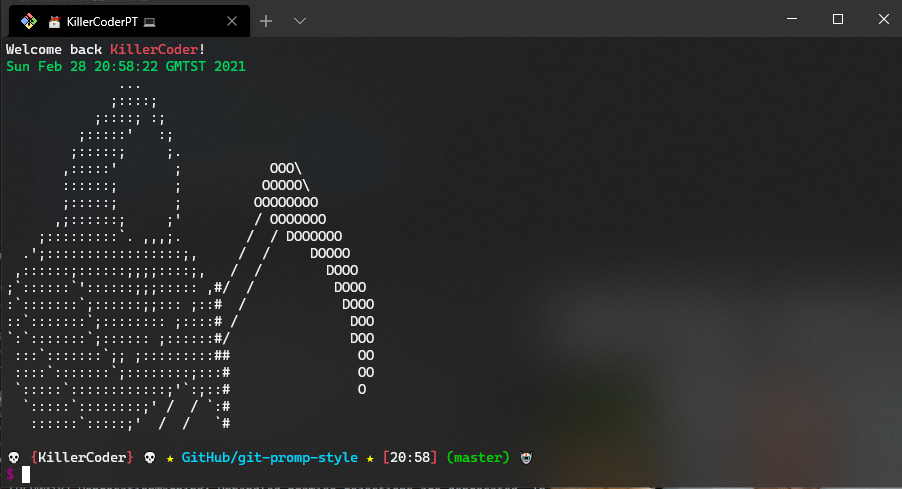 KillerCoderPT
Welcome back KillerCoder!
Sun Feb 28 20:58:22 GMTST 2021
                ...
             ;::::;
           ;::::; :;
         ;:::::'   :;
        ;:::::;     ;.
       ,:::::'       ;           OOO\
       ::::::;       ;          OOOOO\
       ;:::::;       ;         OOOOOOOO
      ,;::::::;     ;'         / OOOOOOO
    ;:::::::::`. ,,,;.        /  / DOOOOOO
  .';:::::::::::::::::;,     /  /     DOOOO
 ,::::::;::::::;;;;::::;,   /  /        DOOO
;`::::::`'::::::;;;::::: ,#/  /          DOOO
:`:::::::`;::::::;;::: ;::#  /            DOOO
::`:::::::`;:::::::: ;::::# /              DOO
`:`:::::::`;:::::: ;::::::#/               DOO
 :::`:::::::`;; ;:::::::::##                OO
 ::::`:::::::`;::::::::;:::#                OO
 `:::::`::::::::::::;'`:;::#                O
  `:::::`::::::::;' /  / `:#
   ::::::`:::::;'  /  /   `#
{KillerCoder} ★ GitHub/git-promp-style ★ [20:58] (master)
$